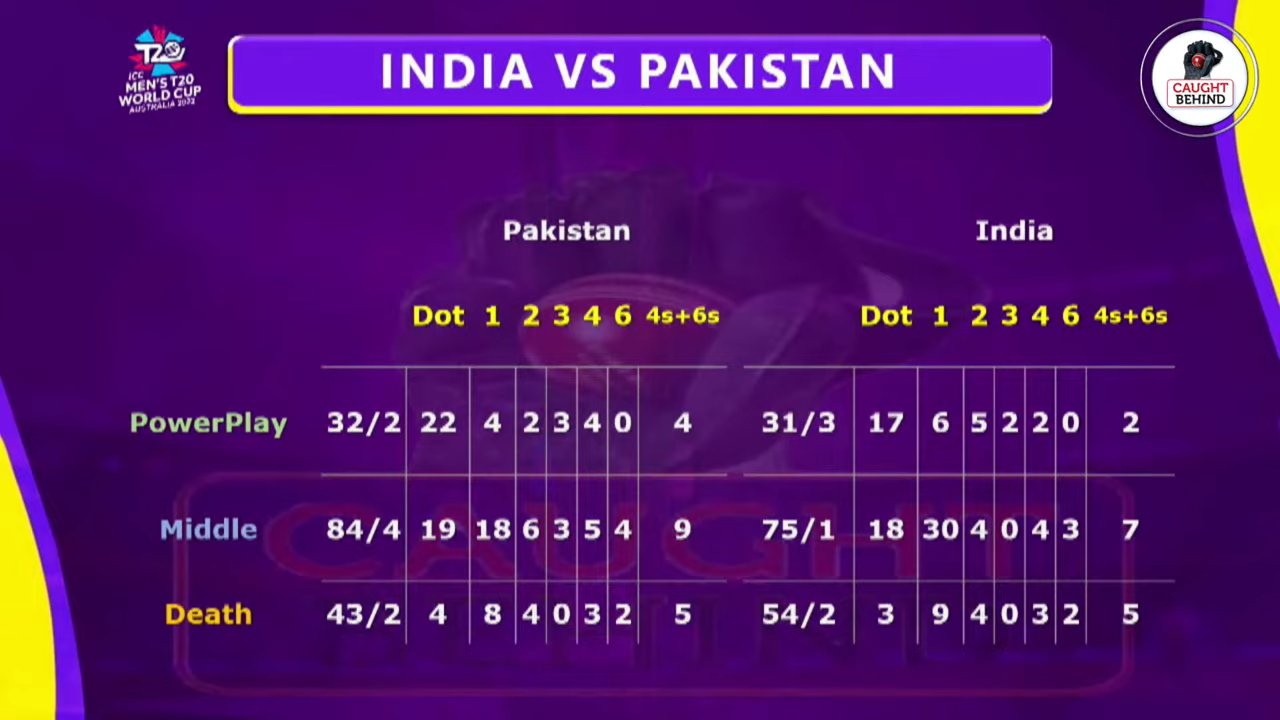 T20
ICC
MEN'S T20
WORLD CUP
AUSTRALIA 2022
INDIA VS PAKISTAN
CAUGHT
BEHIND
Pakistan India
Dot 1 2 3 4 6 4s+6s Dot 1 2 3 4 6 4s+6s
PowerPlay 32/2 22 4 2 3 4 0 4 31/3 17 6 5 2 2 0 2
Middle 84/4 19 18 6 3 5 4 9 75/1 18 30 4 0 4 3 7
Death 43/2 4 8 4 0 3 2 5 54/2 3 9 4 0 3 2 5
CAUGHT
BEHIND